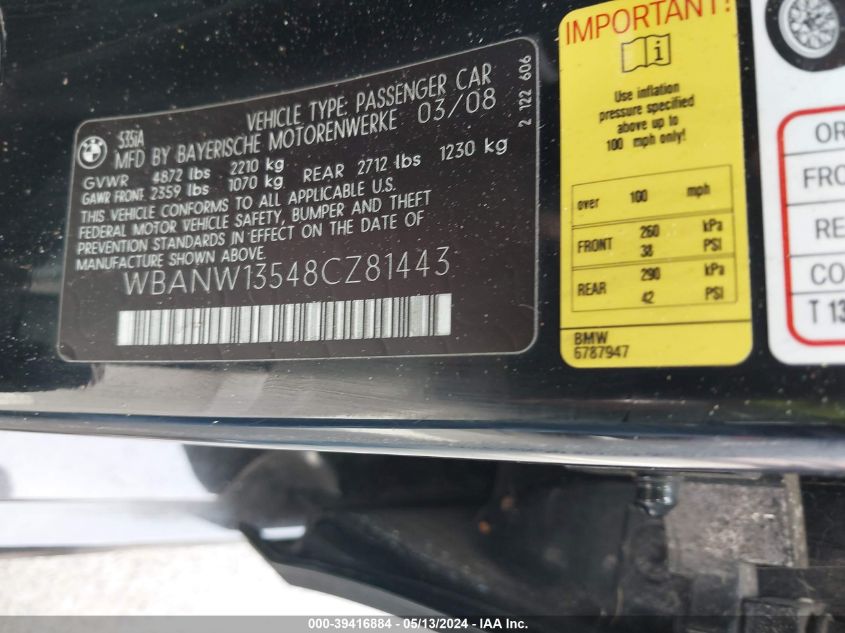 535iA
VEHICLE TYPE: PASSENGER CAR
MFD BY BAYERISCHE MOTORENWERKE 03/08
GVWR 4872 lbs 2210 kg
GAWR FRONT: 2359 lbs 1070 kg REAR 2712 lbs 1230 kg
THIS VEHICLE CONFORMS TO ALL APPLICABLE U.S.
FEDERAL MOTOR VEHICLE SAFETY, BUMPER AND THEFT
PREVENTION STANDARDS IN EFFECT ON THE DATE OF
MANUFACTURE SHOWN ABOVE.
WBANW13548CZ81443
2 122 606
IMPORTANT!
i
Use inflation
pressure specified
above up to
100 mph only!
over 100 mph
FRONT 260 kPa
38 PSI
REAR 290 kPa
42 PSI
BMW
6787947
OR
FRO
RE
CO
T 13
000-39416884 - 05/13/2024 - IAA Inc.